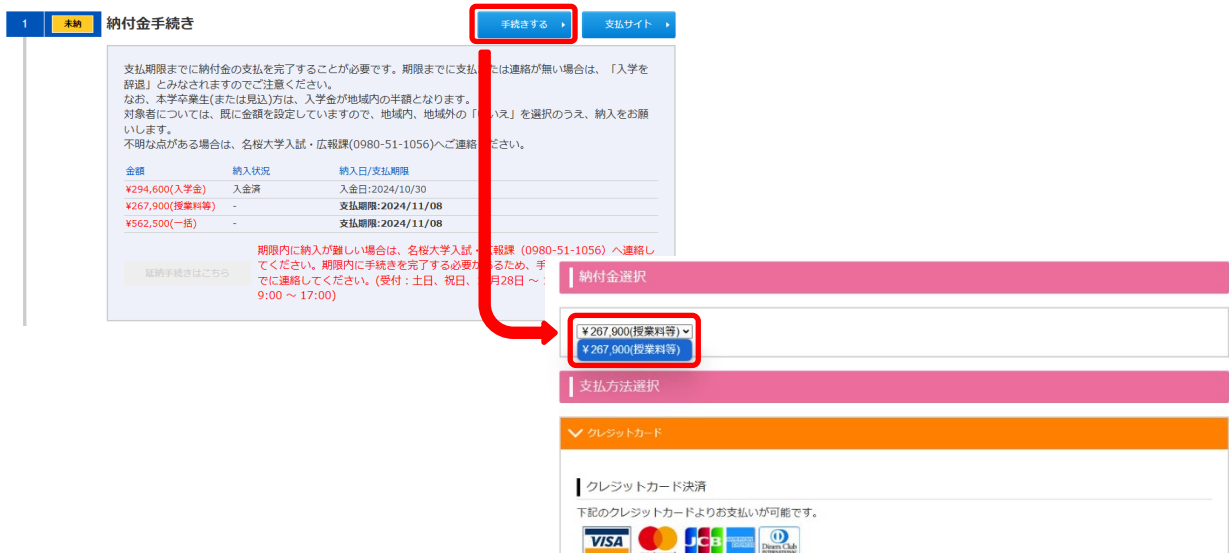 1 未納 納付金手続き 手続きする 支払サイト
支払期限までに納付金の支払を完了することが必要です。期限までに支払 たは連絡が無い場合は、「入学を
辞退」とみなされますのでご注意ください。
なお、本学卒業生(または見込)方は、入学金が地域内の半額となります。
対象者については、既に金額を設定していますので、地域内、地域外の「 いえ」を選択のうえ、納入をお願
いします。
不明な点がある場合は、名桜大学入試・広報課(0980-51-1056)へご連絡ください。
金額 納入状況 納入日/支払期限
¥294,600(入学金) 入金済 入金日:2024/10/30
¥267,900(授業料等) - 支払期限:2024/11/08
¥562,500(一括) - 支払期限:2024/11/08
期限内に納入が難しい場合は、名桜大学入試・広報課（0980-51-1056）へ連絡し
延納手続きはこちら
てください。期限内に手続きを完了する必要があるため、手
でに連絡してください。(受付：土日、祝日、 月28日 ～
9:00 ～ 17:00)
納付金選択
¥267,900(授業料等)
¥267,900(授業料等)
支払方法選択
クレジットカード
クレジットカード決済
下記のクレジットカードよりお支払いが可能です。
VISA JCB Diners Club